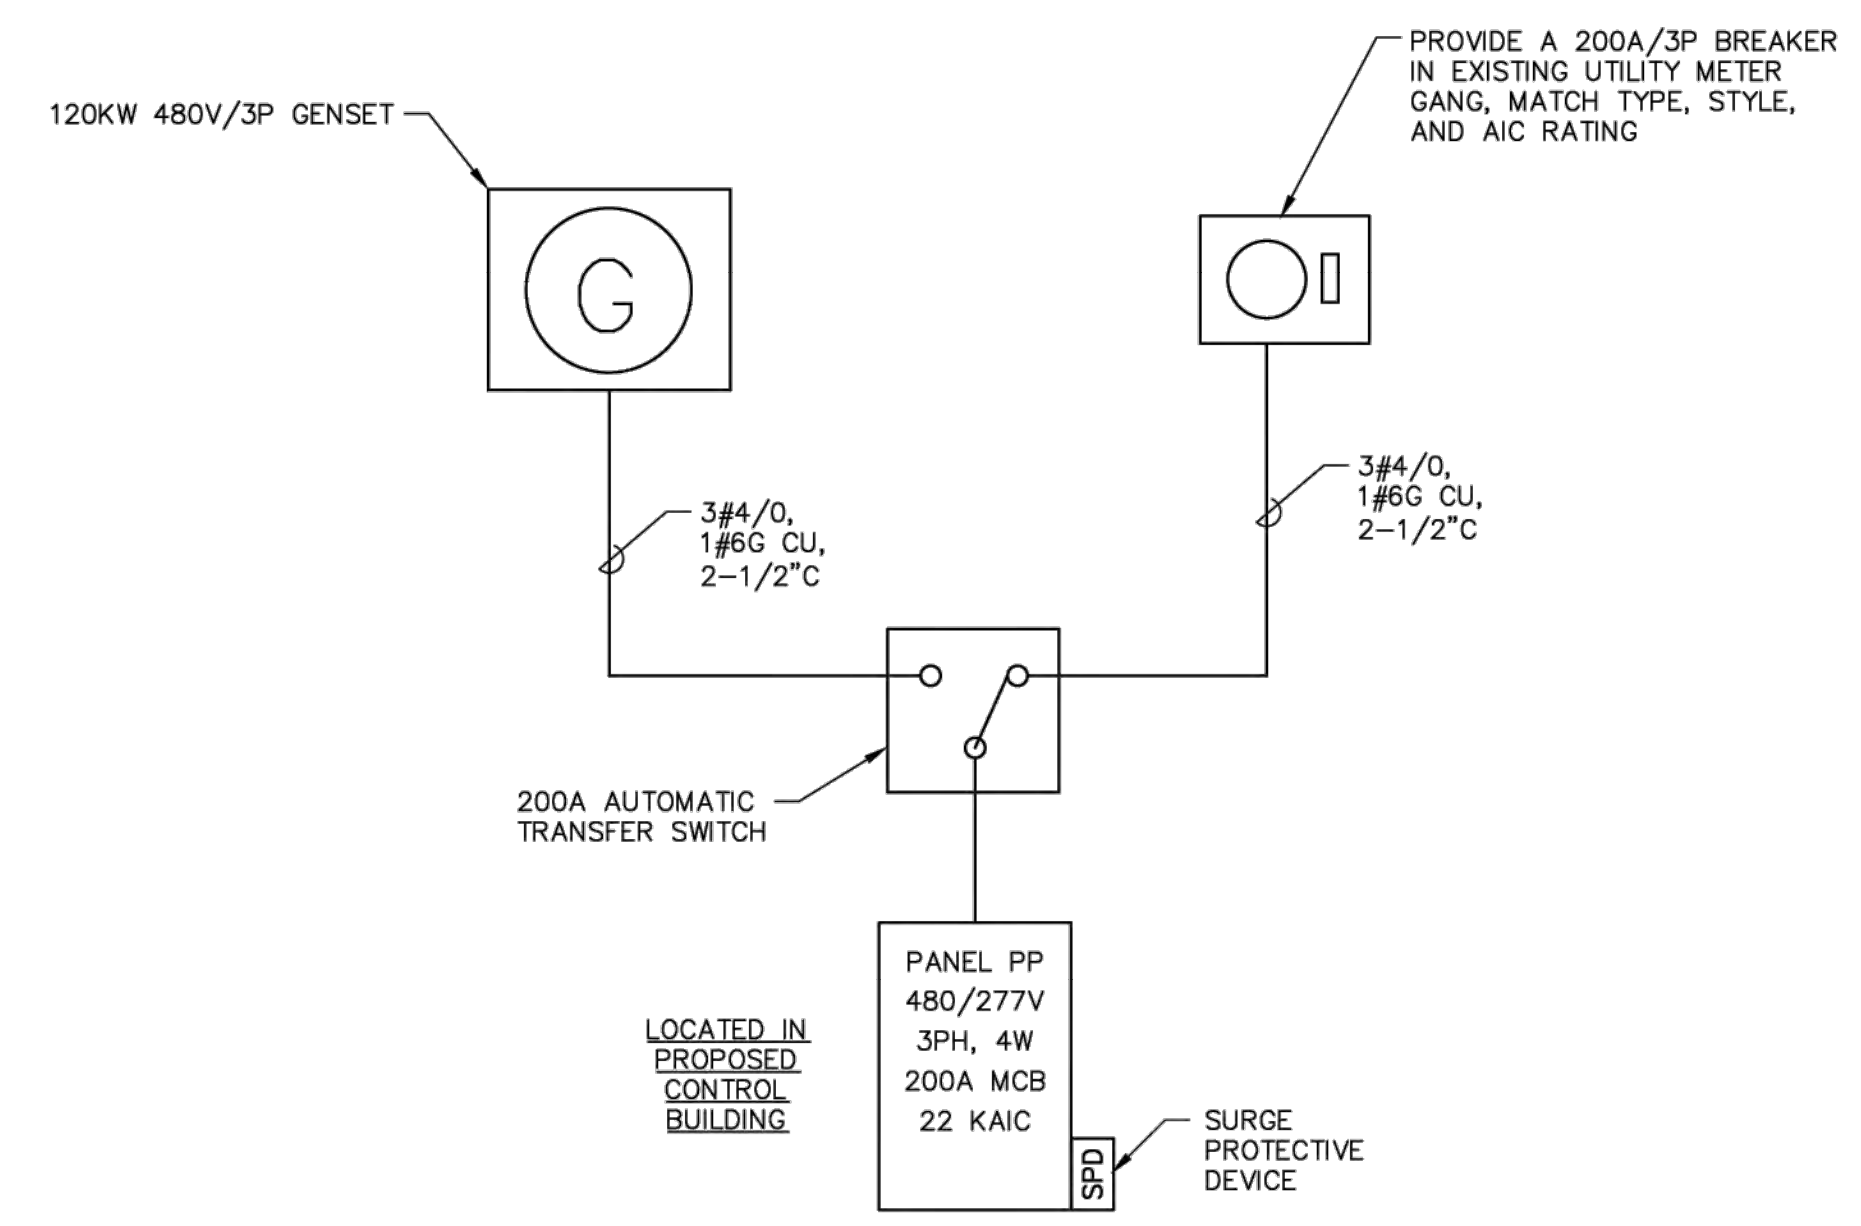 PROVIDE A 200A/3P BREAKER
IN EXISTING UTILITY METER
GANG, MATCH TYPE, STYLE,
AND AIC RATING
120KW 480V/3P GENSET
G
3#4/0,
1#6G CU,
2-1/2"C
3#4/0,
1#6G CU,
2-1/2"C
200A AUTOMATIC
TRANSFER SWITCH
PANEL PP
480/277V
3PH, 4W
200A MCB
22 KAIC
LOCATED IN
PROPOSED
CONTROL
BUILDING
SPD
SURGE
PROTECTIVE
DEVICE